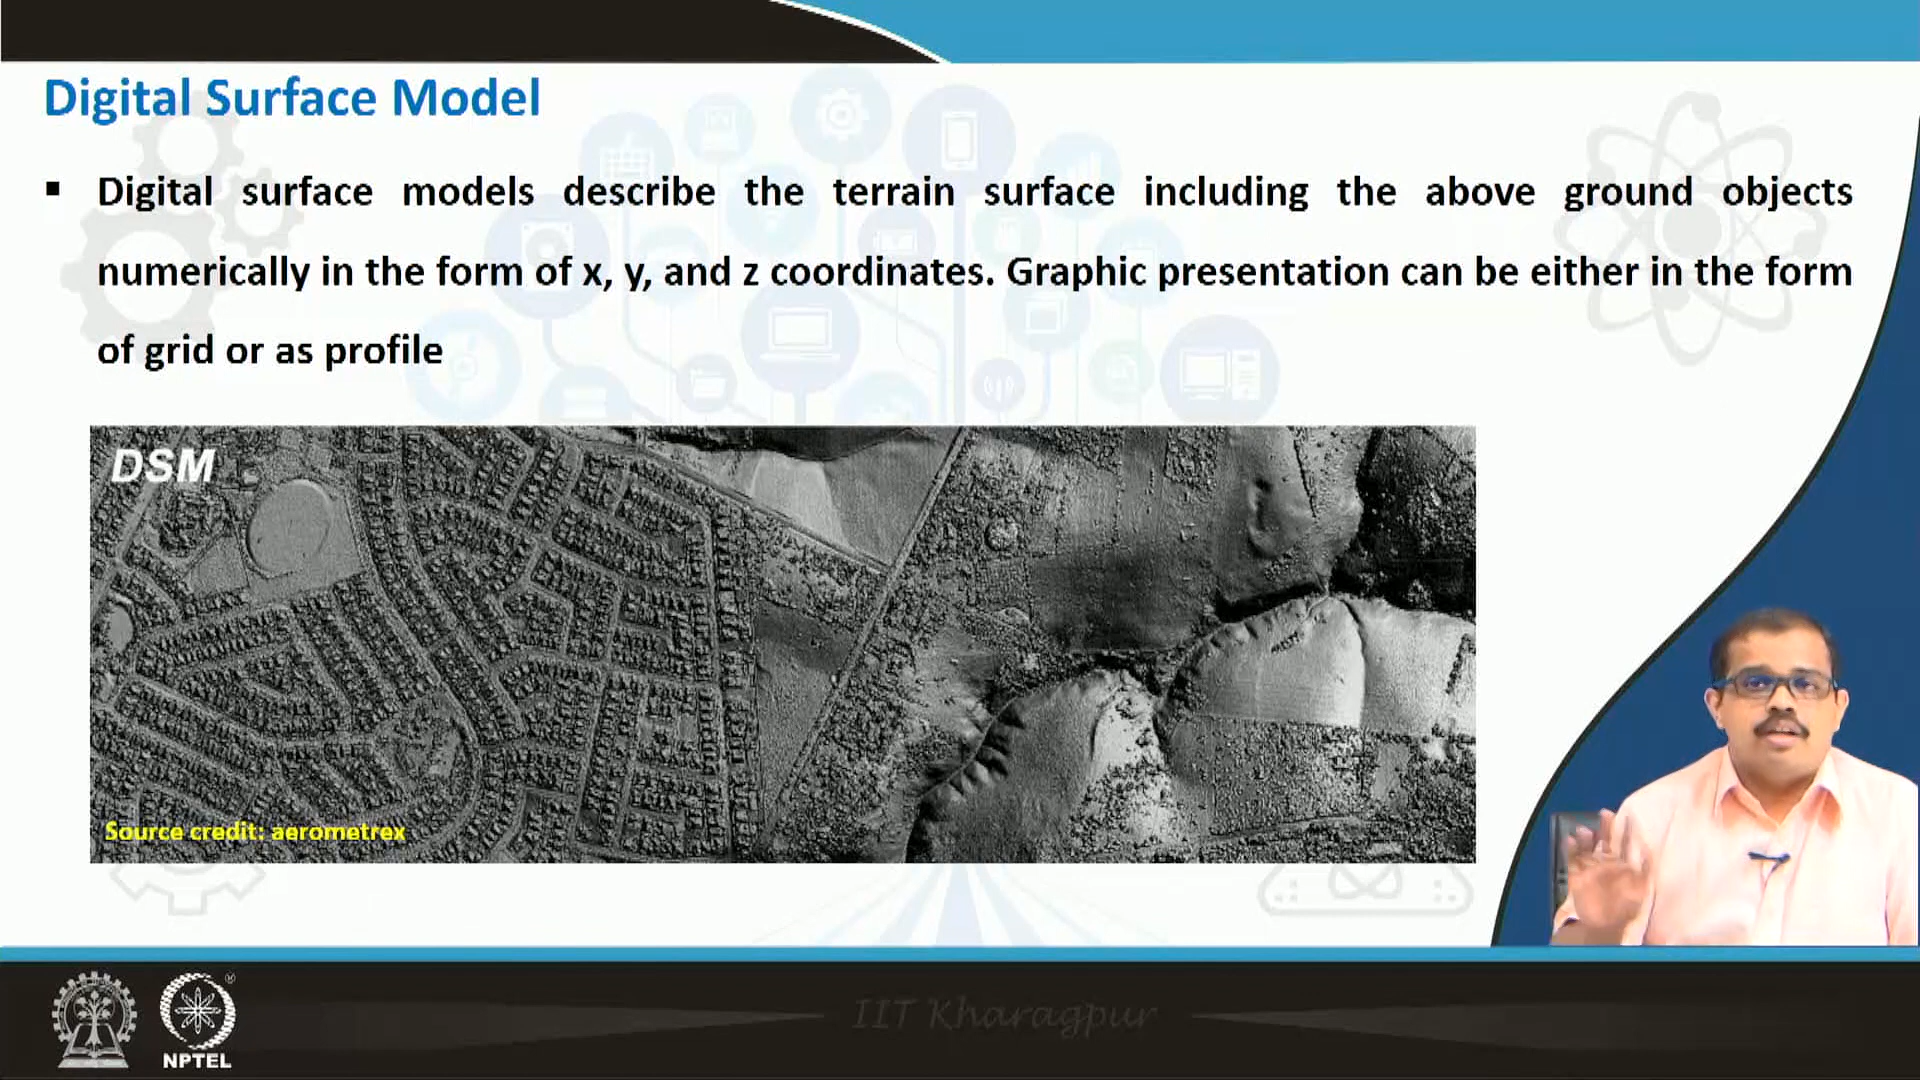 Digital Surface Model
▪ Digital surface models describe the terrain surface including the above ground objects
numerically in the form of x, y, and z coordinates. Graphic presentation can be either in the form
of grid or as profile
DSM
Source credit: aerometrex
IIT Kharagpur
®
NPTEL